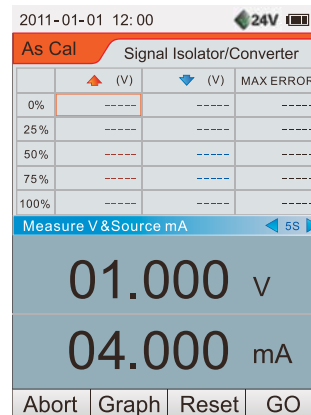 2011-01-01 12:00 24V
As Cal Signal Isolator/Converter
(V) (V) MAX ERROR
0% ----- ----- ----
25% ----- ----- ----
50% ----- ----- ----
75% ----- ----- ----
100% ----- ----- ----
Measure V&Source mA 5S
01.000 V
04.000 mA
Abort Graph Reset GO